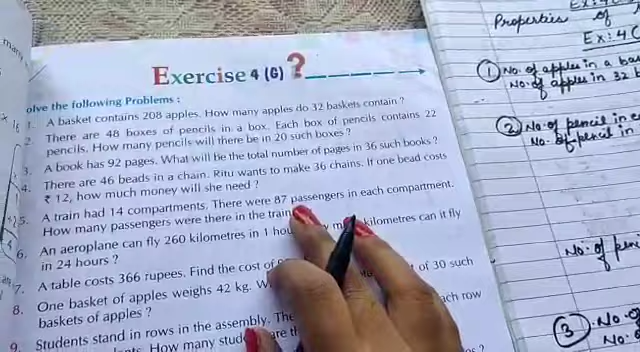 many
Exercise 4 (G) ?
olve the following Problems :
1. A basket contains 208 apples. How many apples do 32 baskets contain ?
2. There are 48 boxes of pencils in a box. Each box of pencils contains 22
pencils. How many pencils will there be in 20 such boxes ?
3. A book has 92 pages. What will be the total number of pages in 36 such books ?
4. There are 46 beads in a chain. Ritu wants to make 36 chains. If one bead costs
₹ 12, how much money will she need ?
5. A train had 14 compartments. There were 87 passengers in each compartment.
How many passengers were there in the train
6. An aeroplane can fly 260 kilometres in 1 hou kilometres can it fly
in 24 hours ?
7. A table costs 366 rupees. Find the cost of
8. One basket of apples weighs 42 kg. W of 30 such
baskets of apples ?
9. Students stand in rows in the assembly. The ach row
How many stud are th
Properties of
Ex: 4
1 No. of apples in a bas
No. of apples in 32
2 No. of pencil in
No. of pencil in
No. of pen
3 No. o
No.